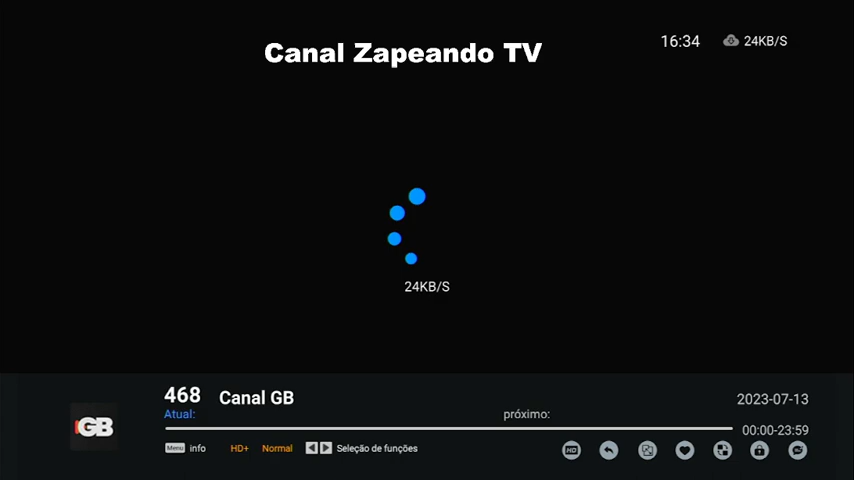 Canal Zapeando TV
16:34 24KB/S
24KB/S
468 Canal GB 2023-07-13
Atual: próximo:
00:00-23:59
GB
Menu info HD+ Normal Seleção de funções HD